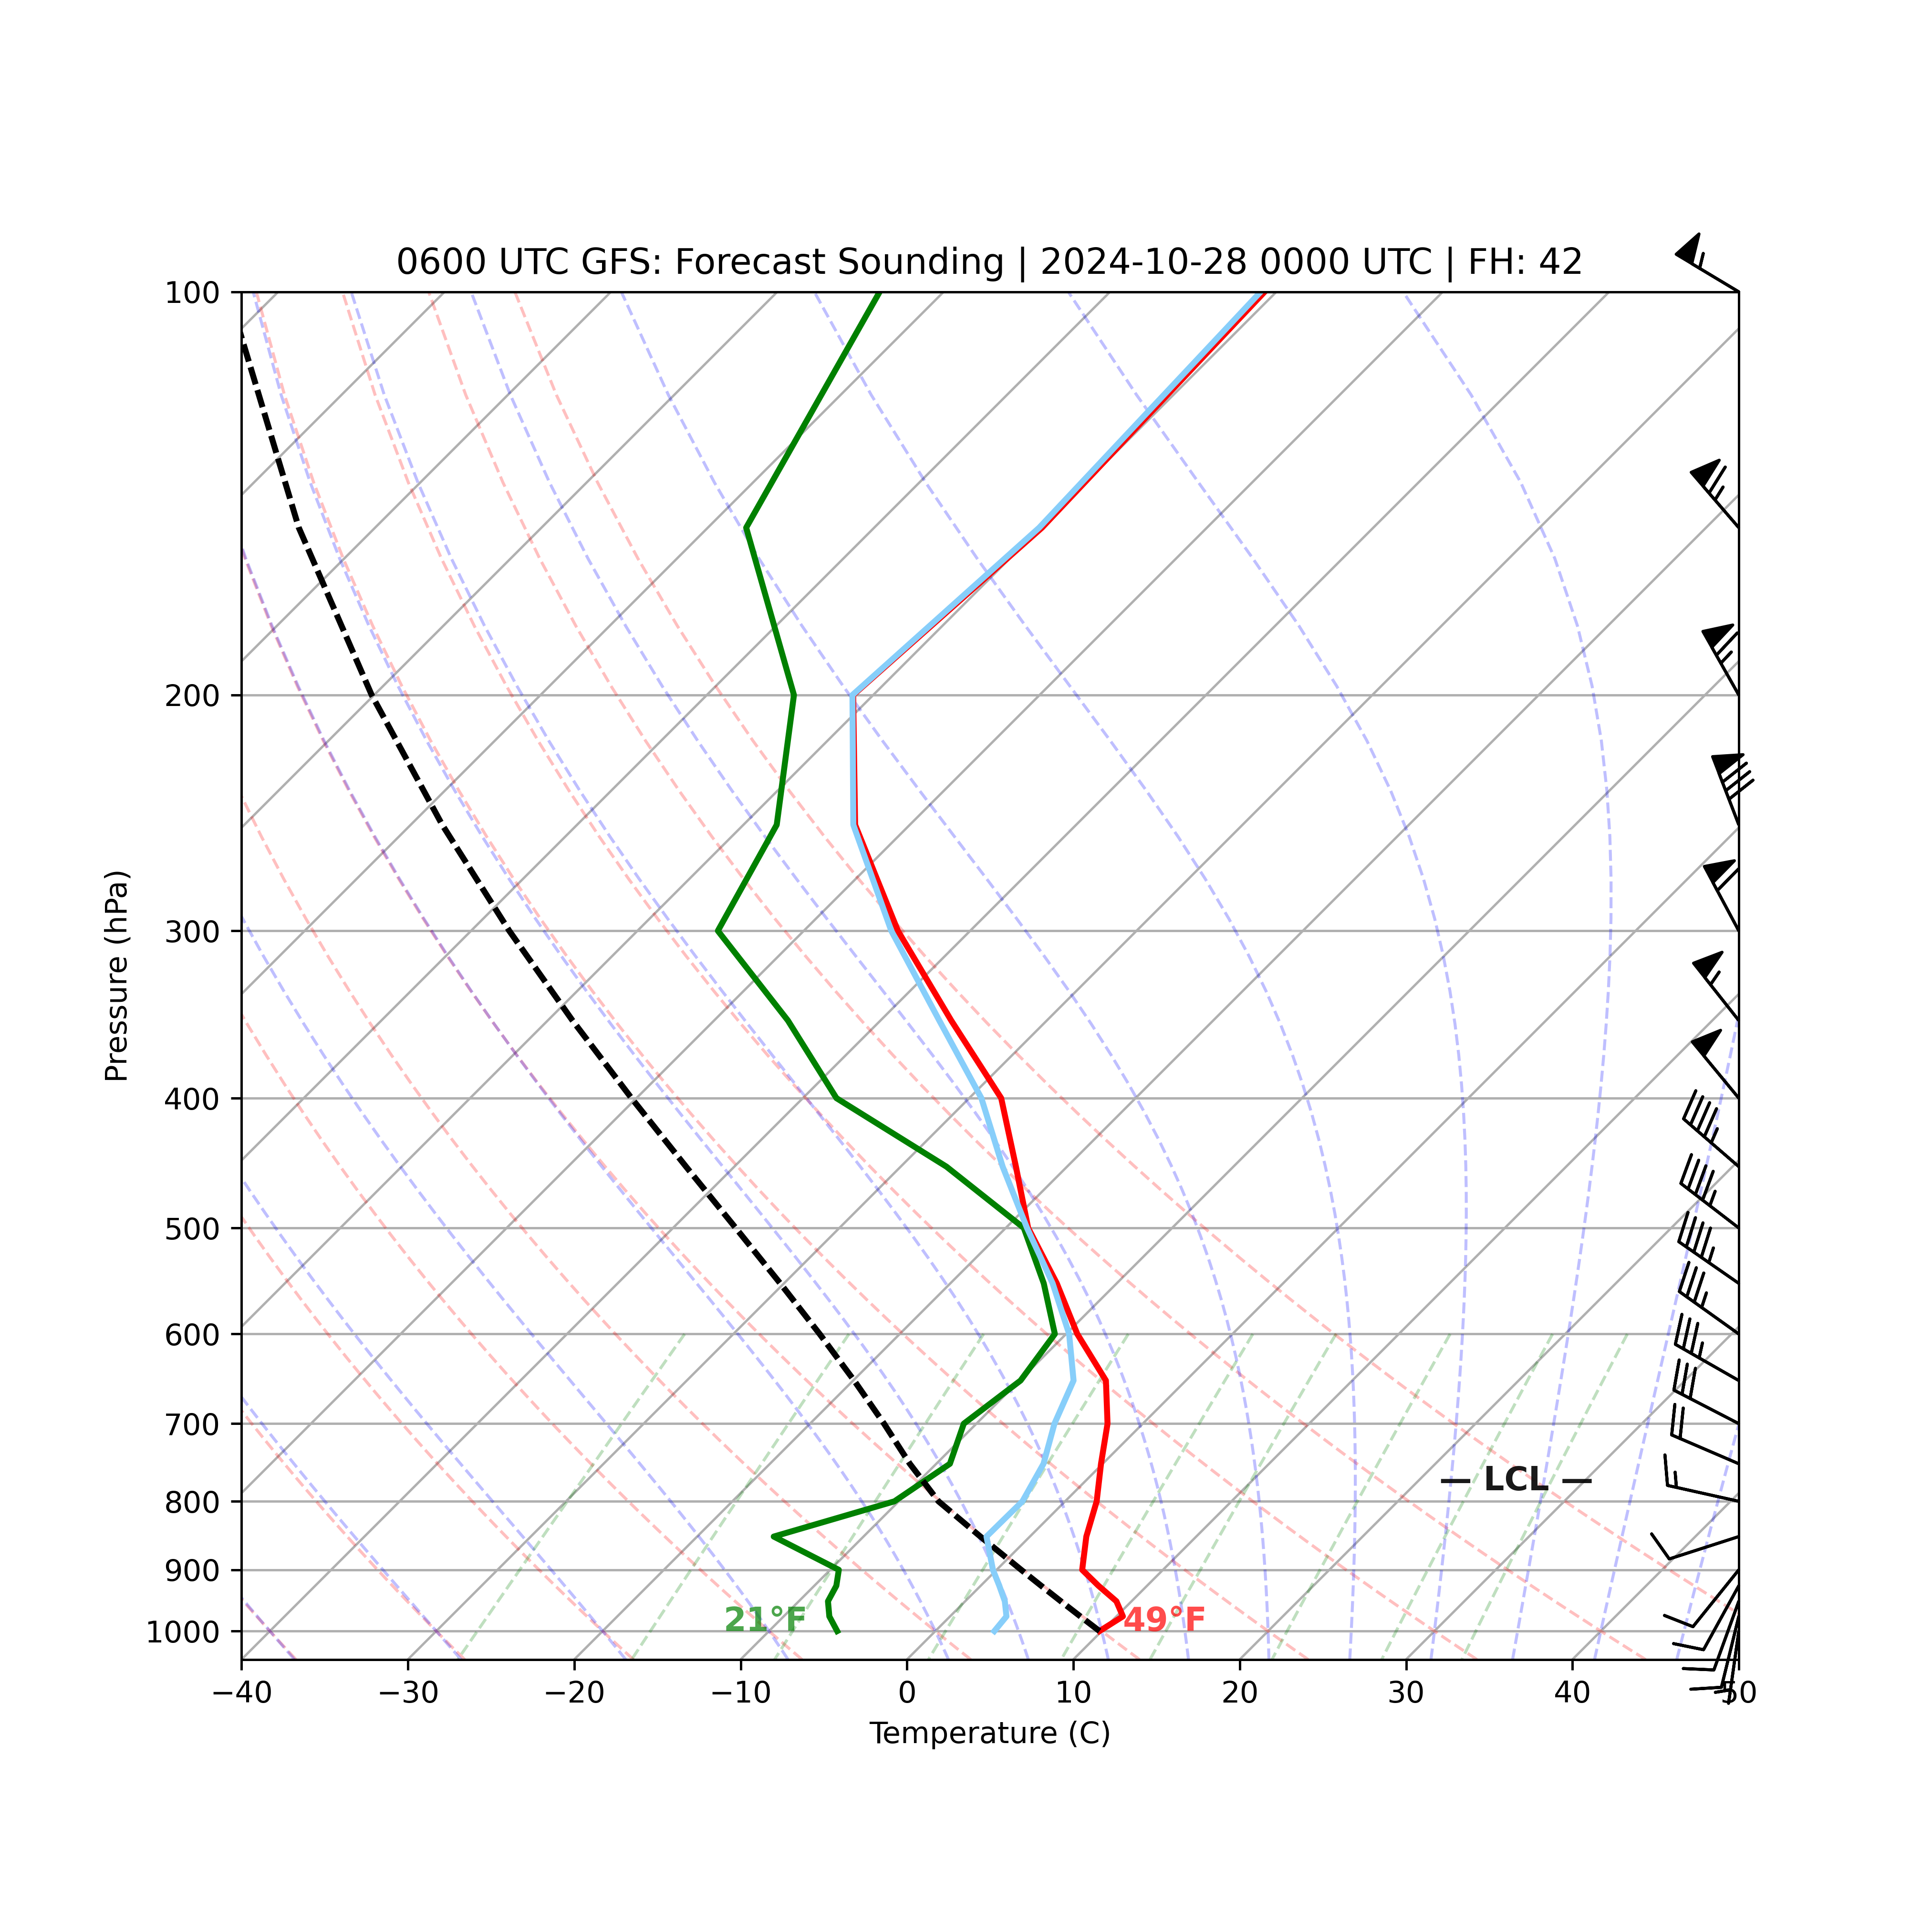 0600 UTC GFS: Forecast Sounding | 2024-10-28 0000 UTC | FH: 42
100
200
300
400
500
600
700
800
900
1000
Pressure (hPa)
— LCL —
21°F
49°F
−40 −30 −20 −10 0 10 20 30 40 50
Temperature (C)